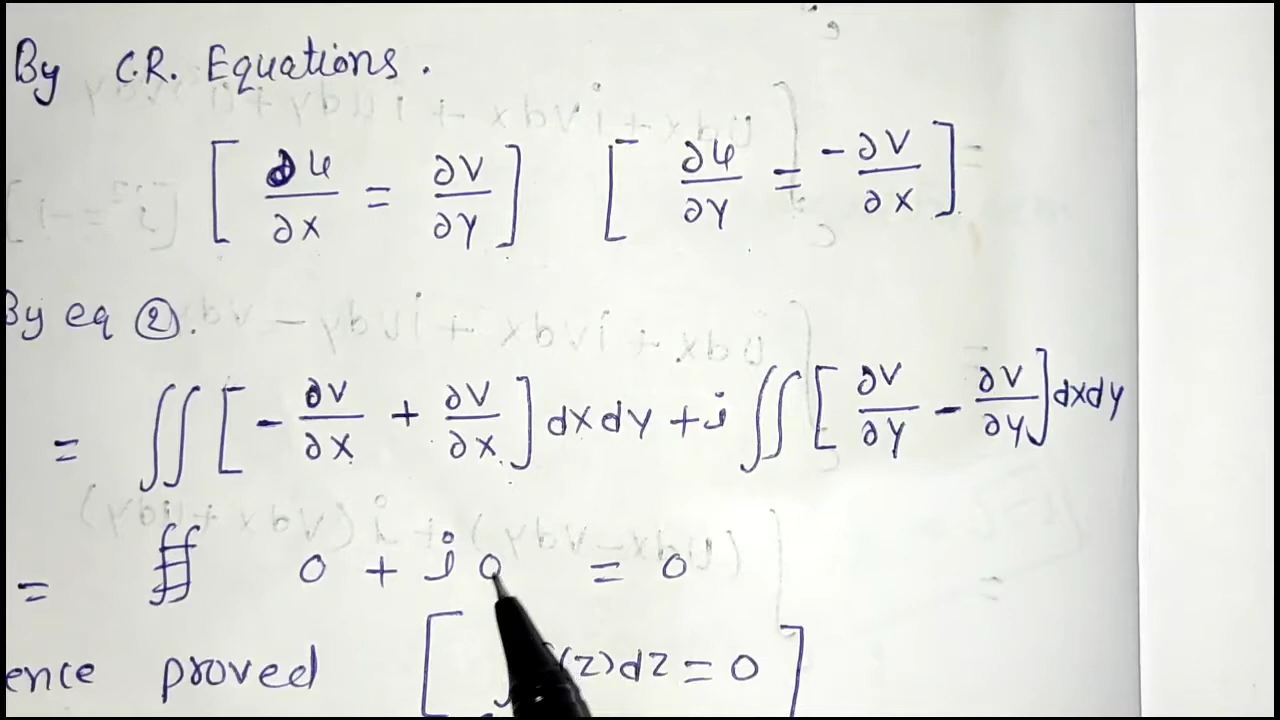 By C.R. Equations.
[∂u/∂x = ∂v/∂y] [∂u/∂y = -∂v/∂x]
By eq ②.
= ∬ [-∂v/∂x + ∂v/∂x] dxdy + i ∬ [∂v/∂y - ∂v/∂y] dxdy
= 0 + i 0 = 0
ence proved [ (z)dz = 0 ]